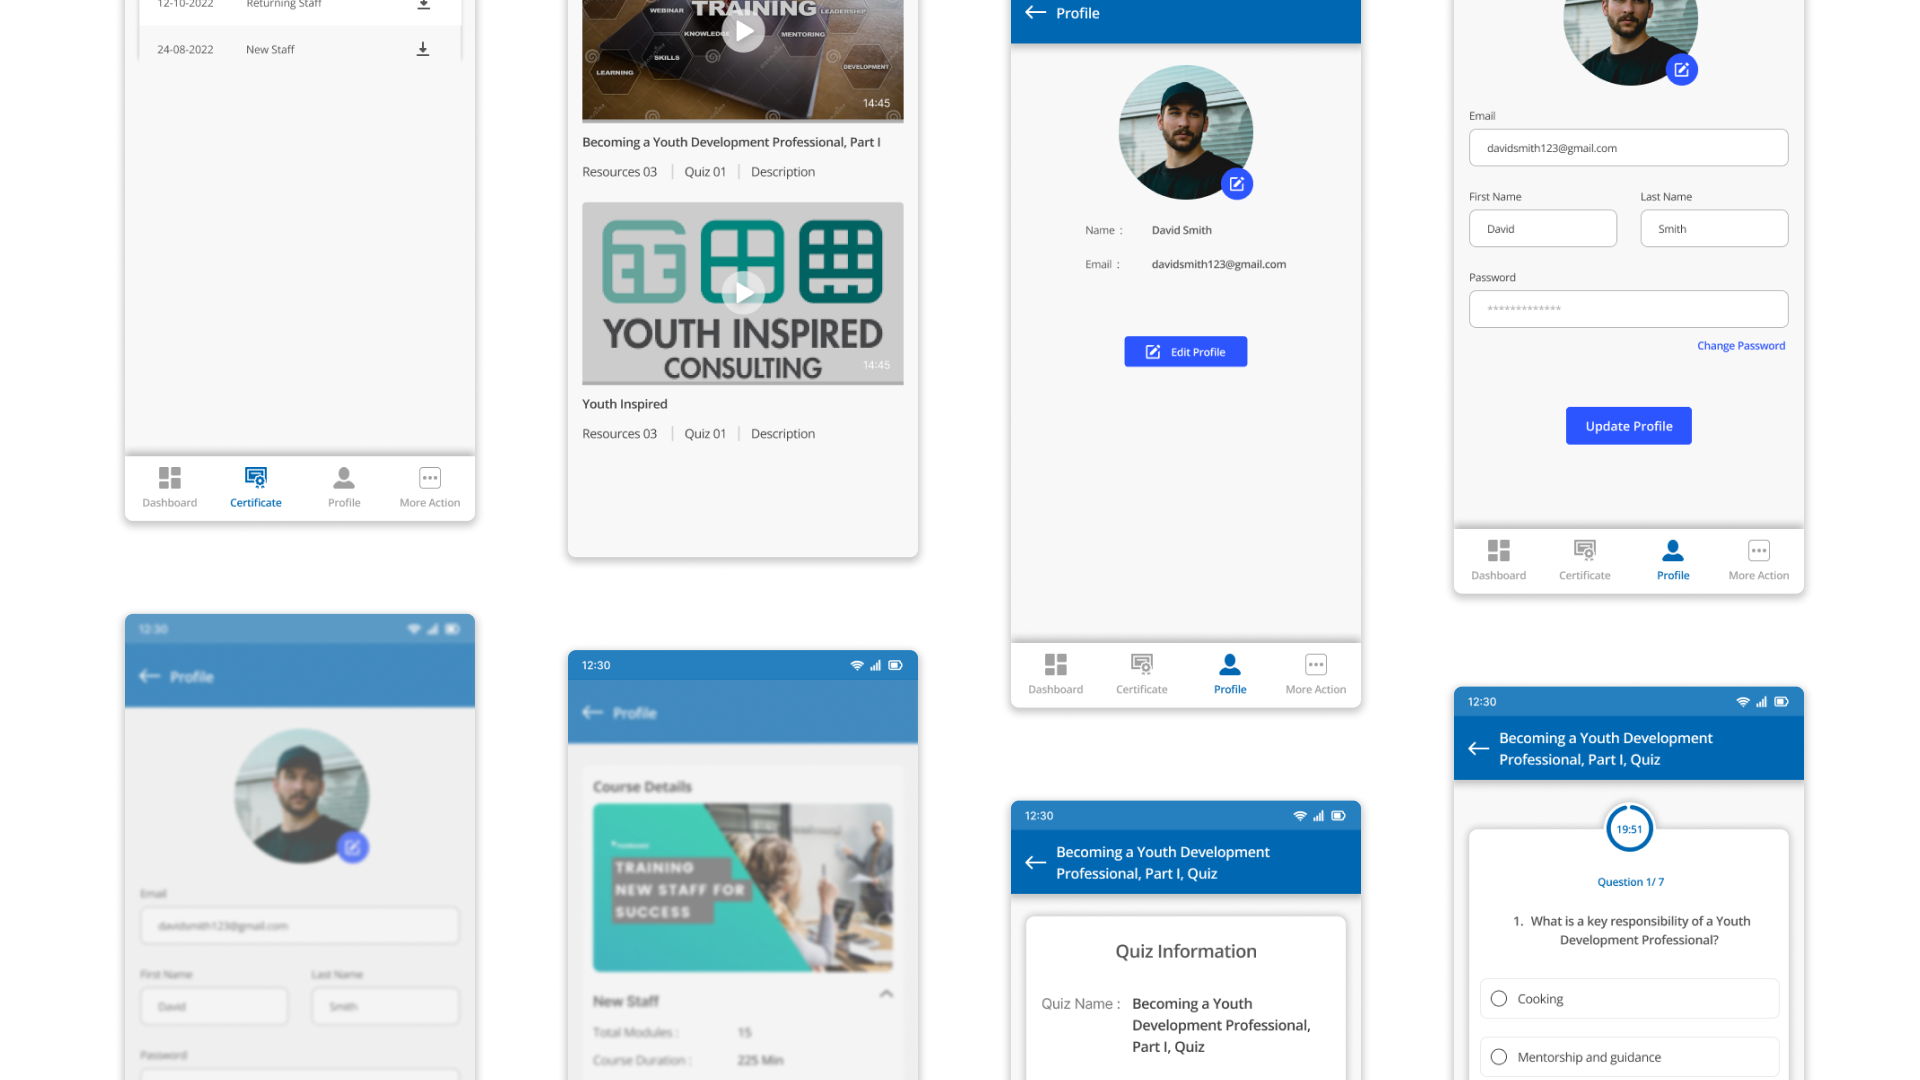 12-10-2022 Returning Staff
24-08-2022 New Staff
Dashboard Certificate Profile More Action
WEBINAR TRAINING LEADERSHIP
KNOWLEDGE MENTORING
SKILLS
LEARNING DEVELOPMENT
14:45
Becoming a Youth Development Professional, Part I
Resources 03 Quiz 01 Description
YOUTH INSPIRED
CONSULTING
14:45
Youth Inspired
Resources 03 Quiz 01 Description
Profile
Name : David Smith
Email : davidsmith123@gmail.com
Edit Profile
Dashboard Certificate Profile More Action
Email
davidsmith123@gmail.com
First Name Last Name
David Smith
Password
*************
Change Password
Update Profile
Dashboard Certificate Profile More Action
12:30
Profile
Email
davidsmith123@gmail.com
First Name Last Name
David Smith
Password
12:30
Profile
Course Details
TRAINING
NEW STAFF FOR
SUCCESS
New Staff
Total Modules : 15
Course Duration : 225 Min
12:30
Becoming a Youth Development
Professional, Part I, Quiz
Quiz Information
Quiz Name : Becoming a Youth
Development Professional,
Part I, Quiz
12:30
Becoming a Youth Development
Professional, Part I, Quiz
19:51
Question 1/ 7
1. What is a key responsibility of a Youth
Development Professional?
Cooking
Mentorship and guidance